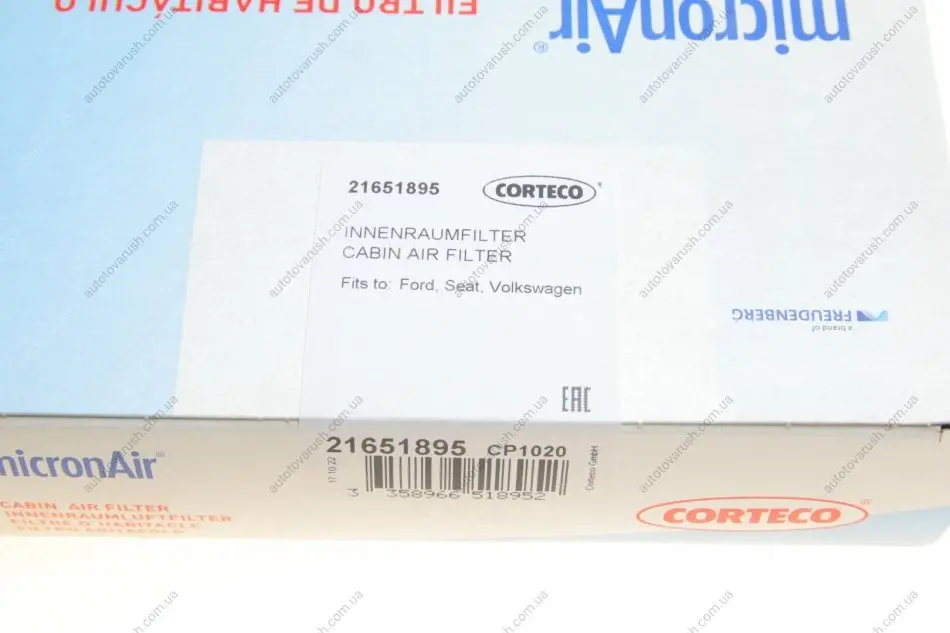 FILTRO DE HABITÁCULO
micronAir®
21651895
CORTECO®
INNENRAUMFILTER
CABIN AIR FILTER
Fits to: Ford, Seat, Volkswagen
FREUDENBERG
a brand of
EAC
21651895 CP1020
17.10.22
3 358966 518952
Corteco GmbH
micronAir®
CABIN AIR FILTER
INNENRAUMLUFTFILTER
FILTRE D'HABITACLE
CORTECO®
autotovarush.com.ua